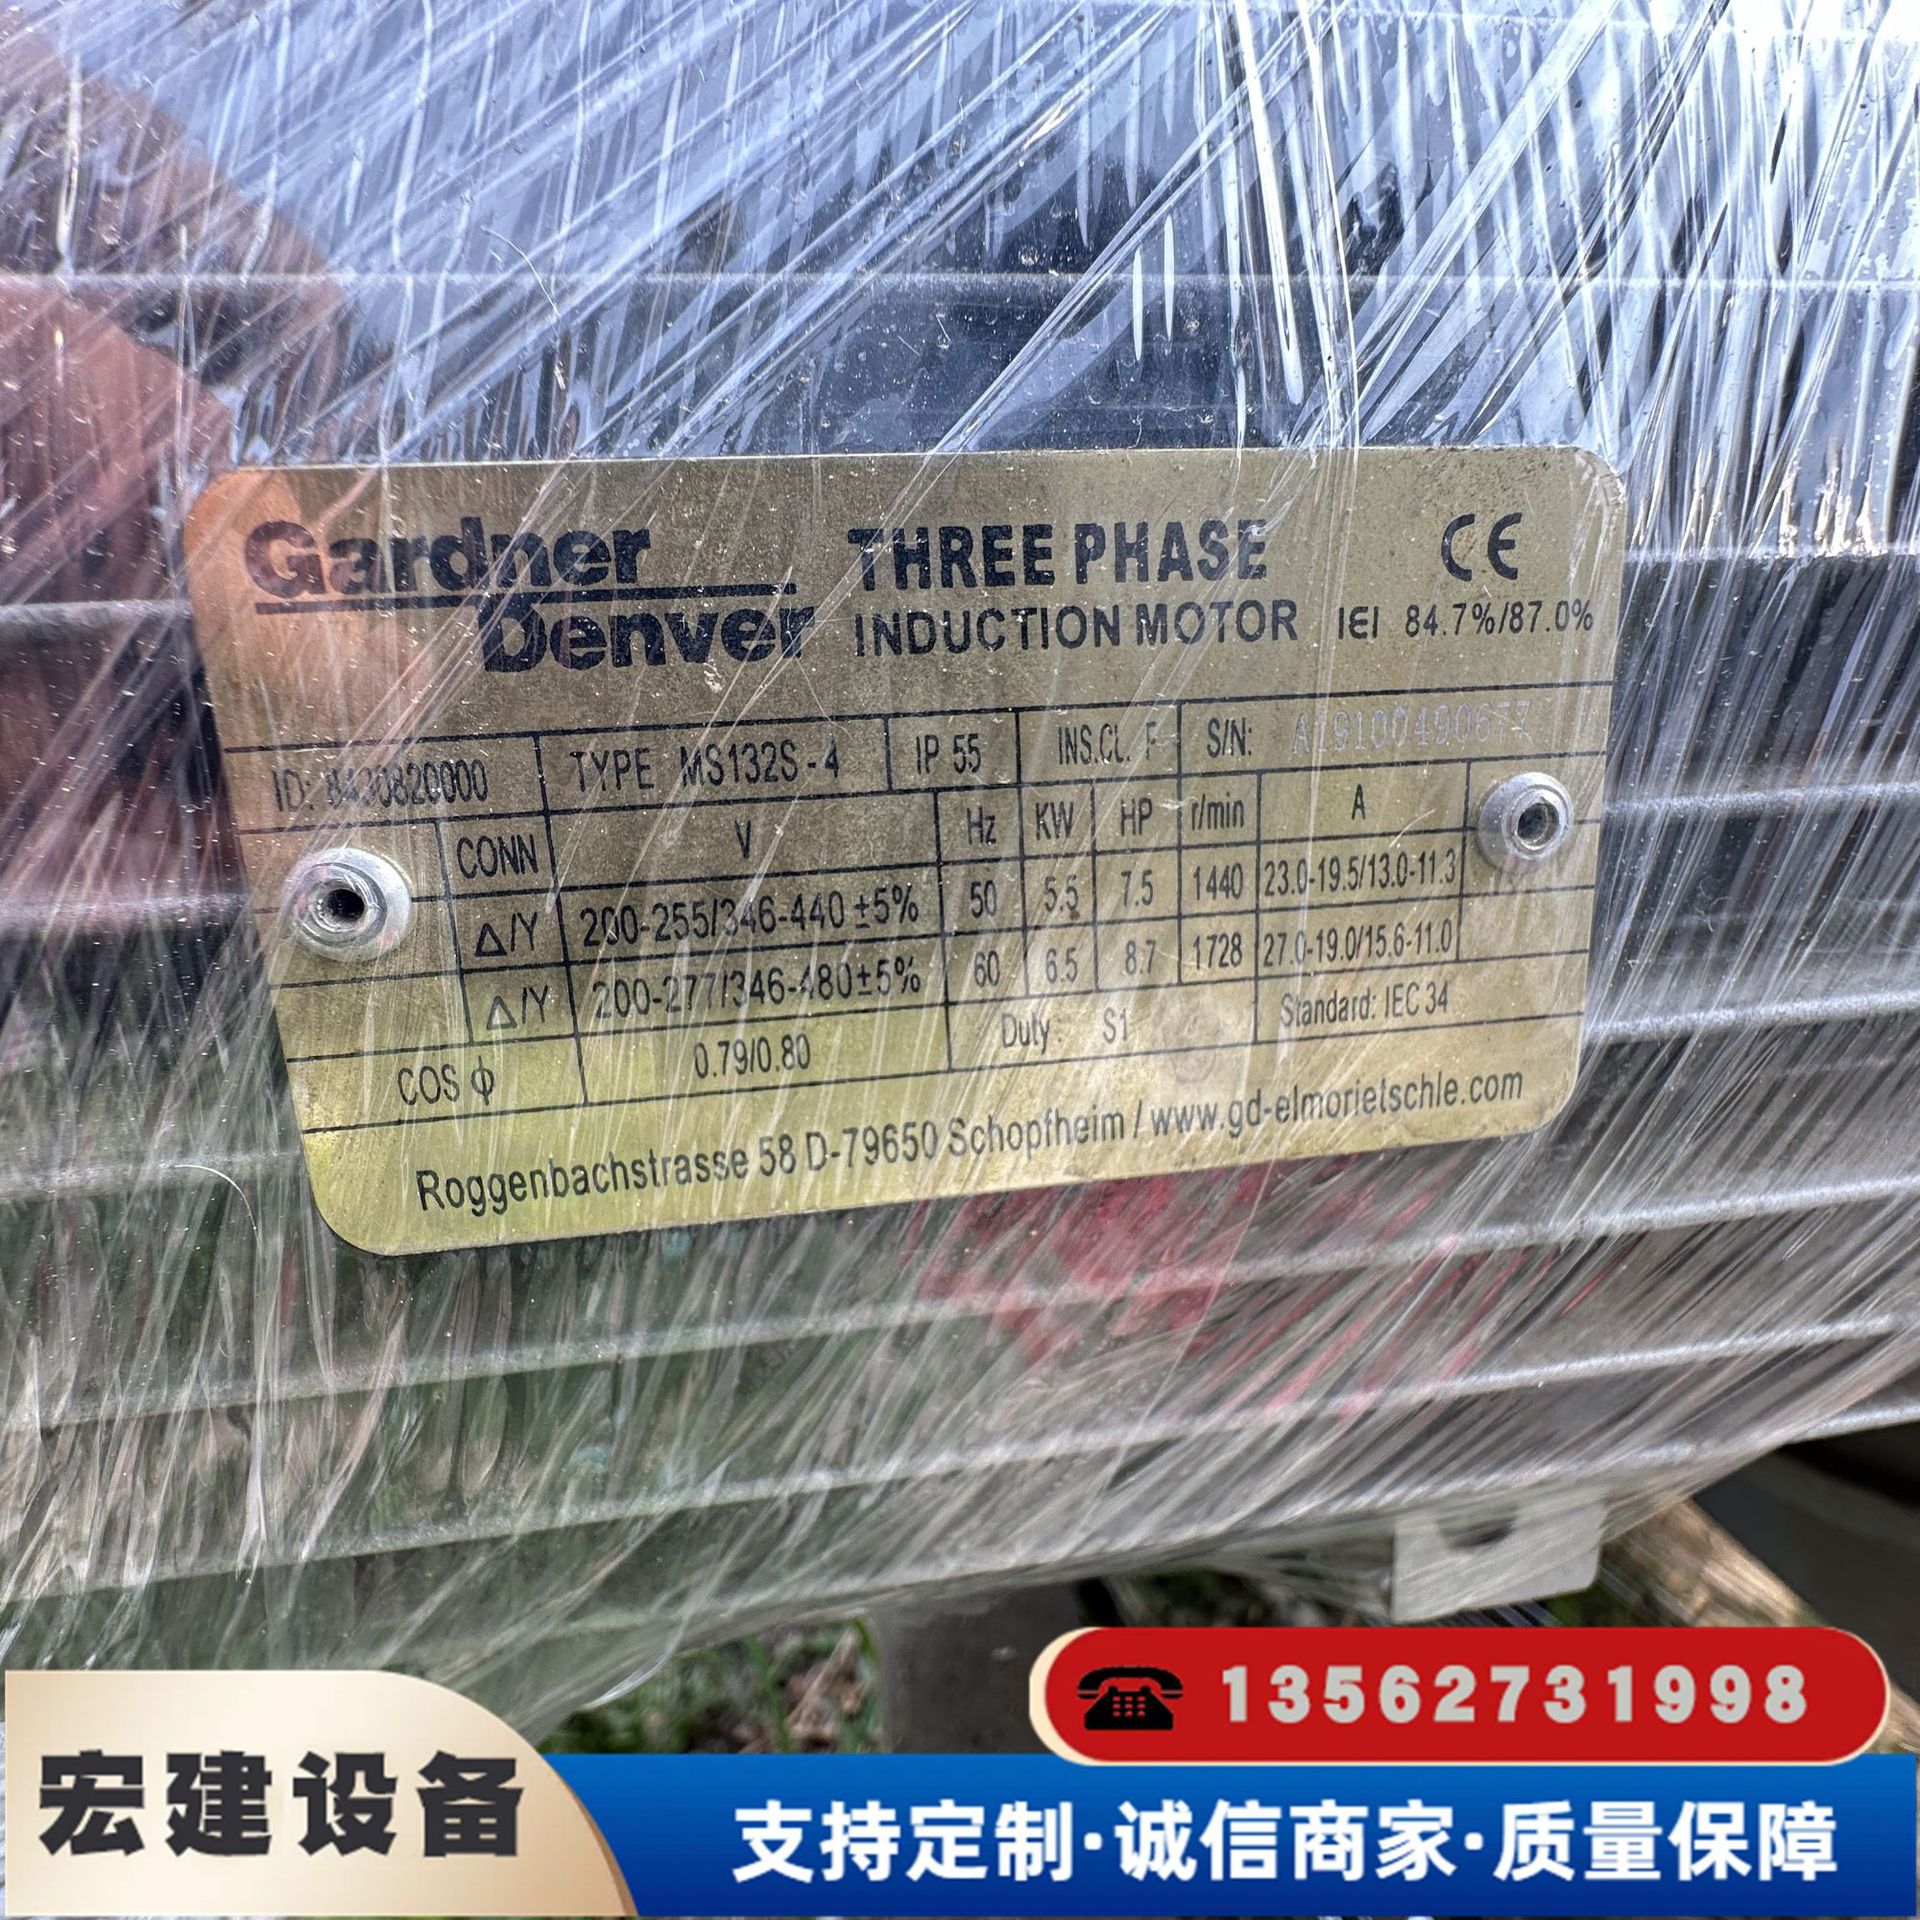 Gardner
Denver
THREE PHASE
INDUCTION MOTOR
CE
IE1 84.7%/87.0%
ID: 8430820000 TYPE MS132S-4 IP 55 INS.CL. F S/N: A19100490677
CONN V Hz KW HP r/min A
Δ/Y 200-255/346-440±5% 50 5.5 7.5 1440 23.0-19.5/13.0-11.3
Δ/Y 200-277/346-480±5% 60 6.5 8.7 1728 27.0-19.0/15.6-11.0
COS φ 0.79/0.80 Duty: S1 Standard: IEC 34
Roggenbachstrasse 58 D-79650 Schopfheim / www.gd-elmorietschle.com
13562731998
宏建设备
支持定制·诚信商家·质量保障